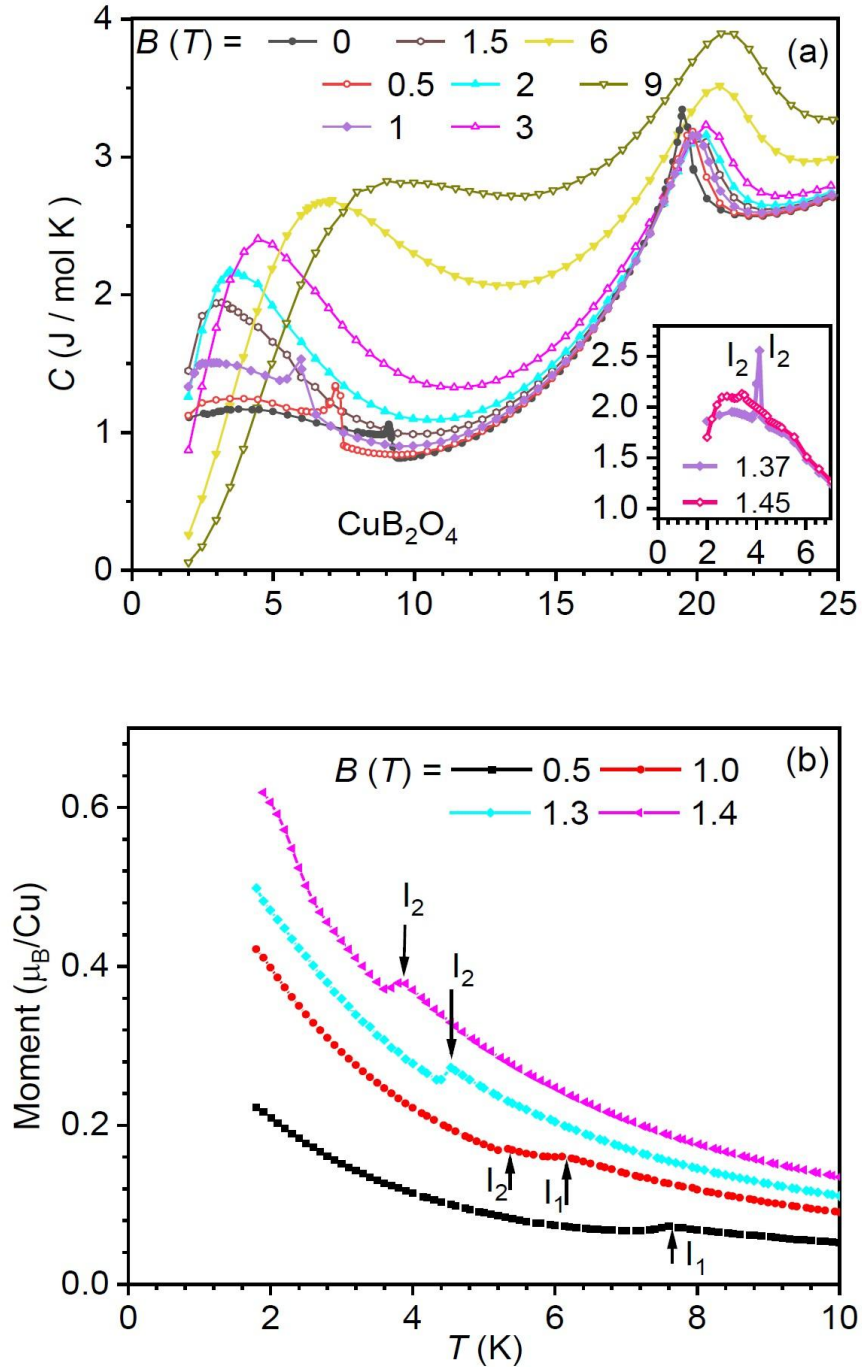 B (T) = 0 1.5 6 (a)
0.5 2 9
1 3
C (J / mol K)
4
3
2
1
0
CuB₂O₄
I₂ I₂
2.5
2.0
1.5
1.0
1.37
1.45
0 2 4 6
0 5 10 15 20 25
B (T) = 0.5 1.0 (b)
1.3 1.4
Moment (μ_B/Cu)
0.6
0.4
0.2
0.0
I₂
I₂
I₂ I₁
I₁
0 2 4 6 8 10
T (K)